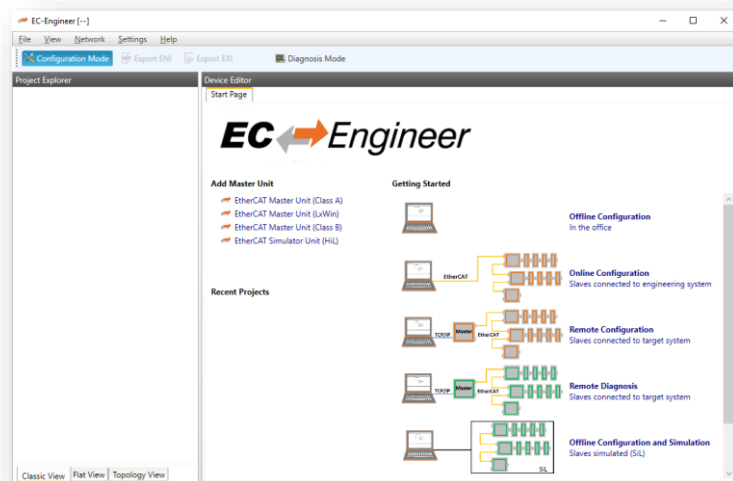 EC-Engineer [--]
File View Network Settings Help
Configuration Mode Export ENI Export EXI Diagnosis Mode
Project Explorer
Device Editor
Start Page
EC Engineer
Add Master Unit
EtherCAT Master Unit (Class A)
EtherCAT Master Unit (LxWin)
EtherCAT Master Unit (Class B)
EtherCAT Simulator Unit (HiL)
Recent Projects
Getting Started
Offline Configuration
In the office
EtherCAT
Online Configuration
Slaves connected to engineering system
TCP/IP Master EtherCAT
Remote Configuration
Slaves connected to target system
TCP/IP Master EtherCAT
Remote Diagnosis
Slaves connected to target system
SiL
Offline Configuration and Simulation
Slaves simulated (SiL)
Classic View Flat View Topology View